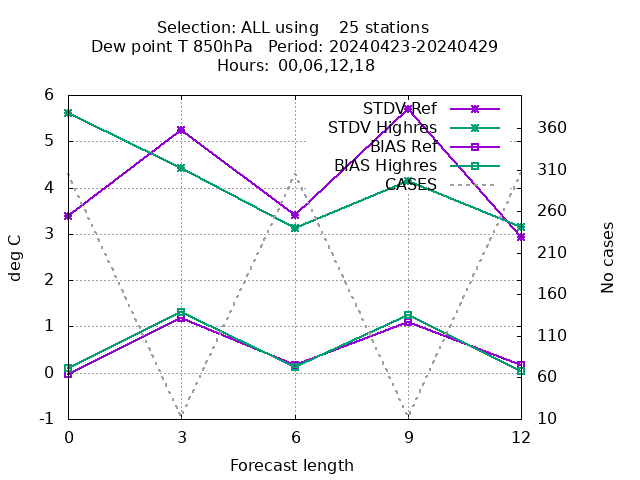 Selection: ALL using    25 stations
Dew point T 850hPa   Period: 20240423-20240429
Hours:  00,06,12,18
STDV Ref
STDV Highres
BIAS Ref
BIAS Highres
CASES
6
5
4
3
2
1
0
-1
360
310
260
210
160
110
60
10
deg C
No cases
0 3 6 9 12
Forecast length